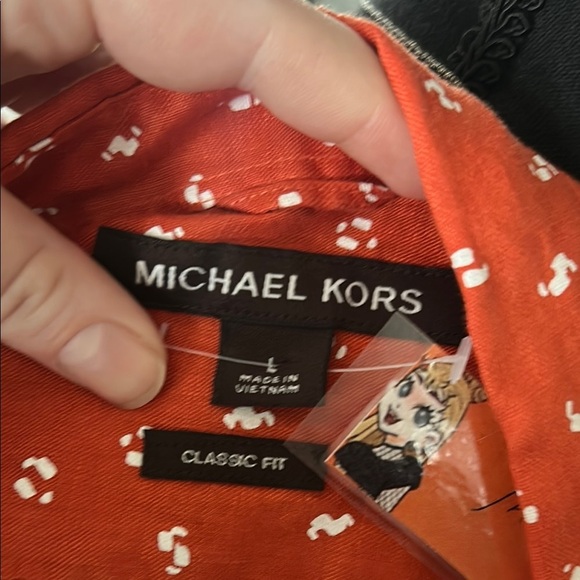 MICHAEL KORS
L
MADE IN
VIETNAM
CLASSIC FIT